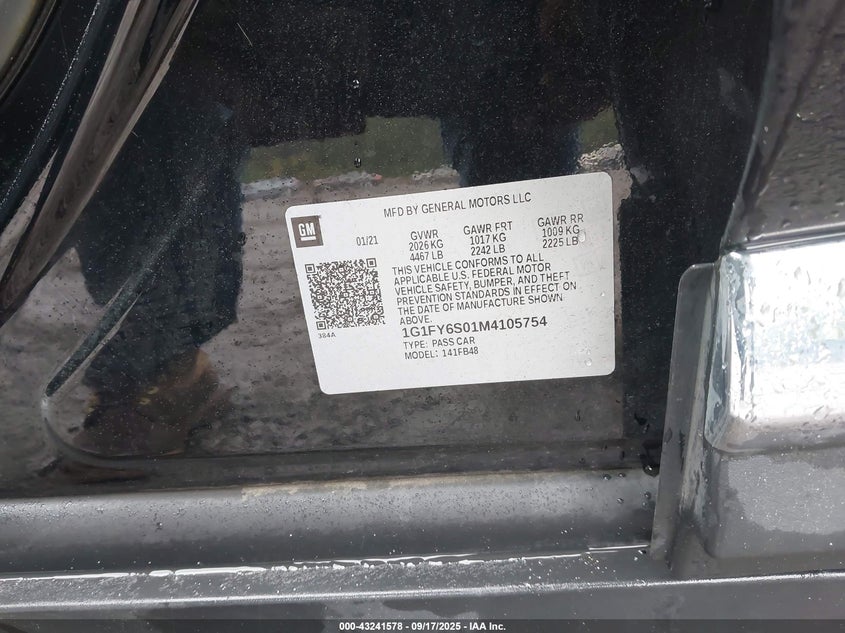 MFD BY GENERAL MOTORS LLC
GM
01/21
GVWR
2026 KG
4467 LB
GAWR FRT
1017 KG
2242 LB
GAWR RR
1009 KG
2225 LB
THIS VEHICLE CONFORMS TO ALL
APPLICABLE U.S. FEDERAL MOTOR
VEHICLE SAFETY, BUMPER, AND THEFT
PREVENTION STANDARDS IN EFFECT ON
THE DATE OF MANUFACTURE SHOWN
ABOVE.
384A
1G1FY6S01M4105754
TYPE: PASS CAR
MODEL: 141FB48
000-43241578 - 09/17/2025 - IAA Inc.